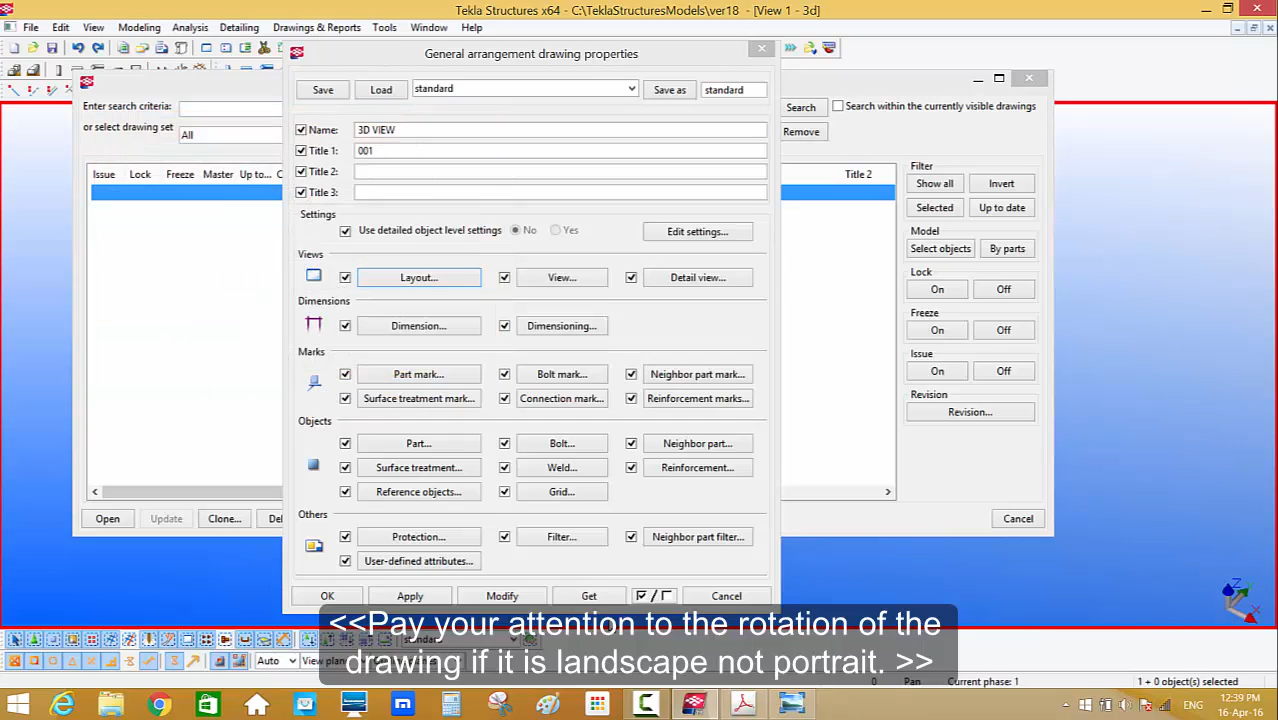 Tekla Structures x64 - C:\TeklaStructuresModels\ver18 - [View 1 - 3d]
File Edit View Modeling Analysis Detailing Drawings & Reports Tools Window Help
General arrangement drawing properties
Enter search criteria:
Search
Search within the currently visible drawings
or select drawing set
All
Remove
Save
Load
standard
Save as
standard
Name:
3D VIEW
Title 1:
001
Title 2:
Title 3:
Issue Lock Freeze Master Up to...
Title 2
Settings
Use detailed object level settings
No
Yes
Edit settings...
Views
Layout...
View...
Detail view...
Dimensions
Dimension...
Dimensioning...
Marks
Part mark...
Bolt mark...
Neighbor part mark...
Surface treatment mark...
Connection mark...
Reinforcement marks...
Objects
Part...
Bolt...
Neighbor part...
Surface treatment...
Weld...
Reinforcement...
Reference objects...
Grid...
Others
Protection...
Filter...
Neighbor part filter...
User-defined attributes...
OK
Apply
Modify
Get
/
Cancel
Filter
Show all
Invert
Selected
Up to date
Model
Select objects
By parts
Lock
On
Off
Freeze
On
Off
Issue
On
Off
Revision
Revision...
Open
Update
Clone...
Cancel
<<Pay your attention to the rotation of the
drawing if it is landscape not portrait. >>
standard
Auto
View plane
0
Pan
Current phase: 1
1 + 0 object(s) selected
ENG
12:39 PM
16-Apr-16